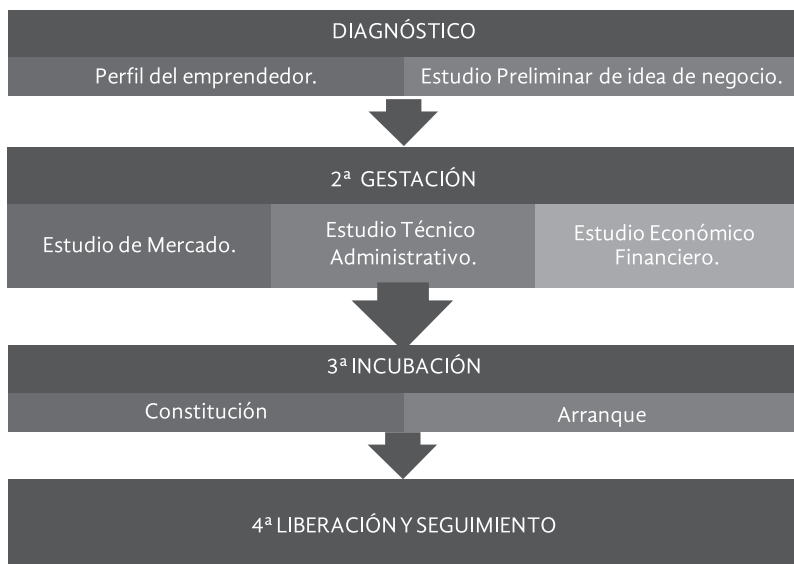 DIAGNÓSTICO
Perfil del emprendedor.
Estudio Preliminar de idea de negocio.
2ª GESTACIÓN
Estudio de Mercado.
Estudio Técnico
Administrativo.
Estudio Económico
Financiero.
3ª INCUBACIÓN
Constitución
Arranque
4ª LIBERACIÓN Y SEGUIMIENTO